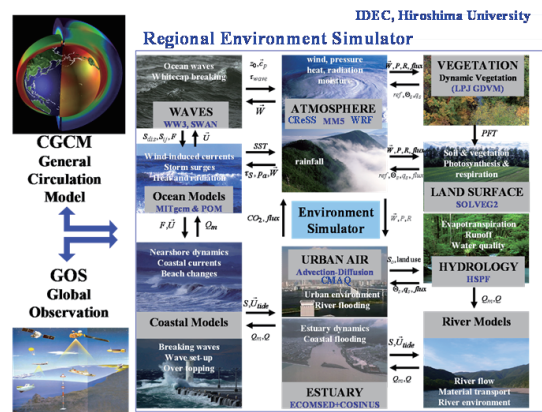 IDEC, Hiroshima University
Regional Environment Simulator
CGCM
General
Circulation
Model
GOS
Global
Observation
Ocean waves
Whitecap breaking
WAVES
WW3, SWAN
Wind-induced currents
Storm surges
Heat and radiation
Ocean Models
MITgcm & POM
Nearshore dynamics
Coastal currents
Beach changes
Coastal Models
Breaking waves
Wave set-up
Over topping
wind, pressure
heat, radiation
moisture
ATMOSPHERE
CReSS MM5 WRF
rainfall
SST
CO2, flux
Environment
Simulator
URBAN AIR
Advection-Diffusion
CMAQ
Urban environment
River flooding
Estuary dynamics
Coastal flooding
ESTUARY
ECOMSED+COSINUS
VEGETATION
Dynamic Vegetation
(LPJ GDVM)
PFT
Soil & vegetation
Photosynthesis &
respiration
LAND SURFACE
SOLVEG2
Evapotranspiration
Runoff
Water quality
HYDROLOGY
HSPF
River Models
River flow
Material transport
River environment